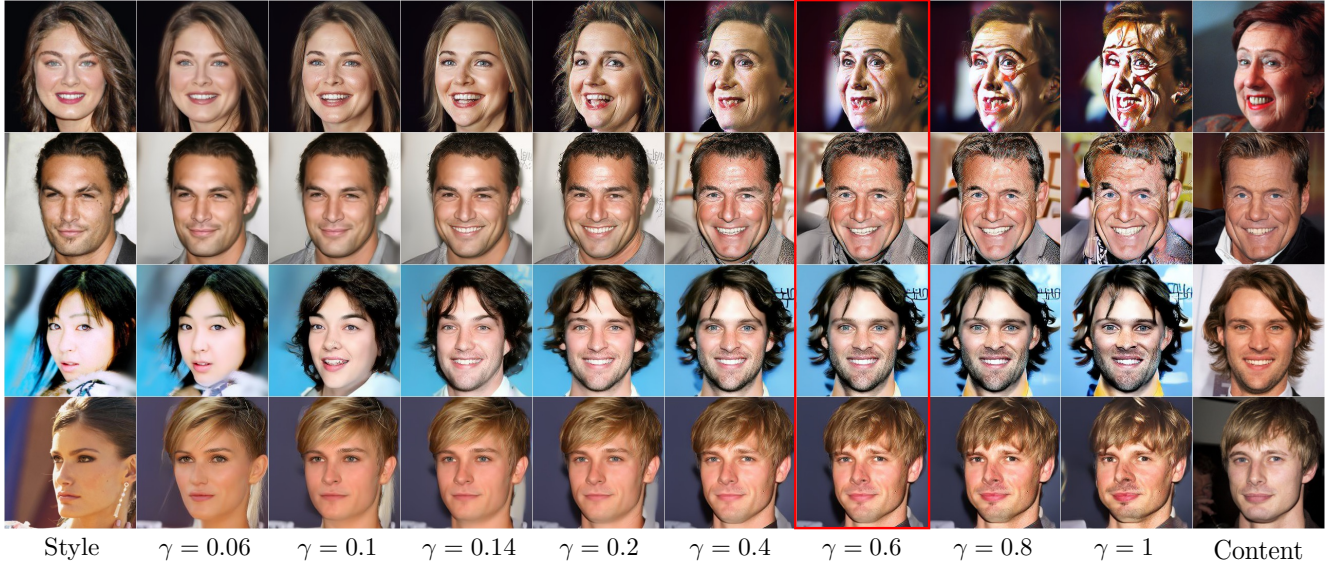 Style γ = 0.06 γ = 0.1 γ = 0.14 γ = 0.2 γ = 0.4 γ = 0.6 γ = 0.8 γ = 1 Content